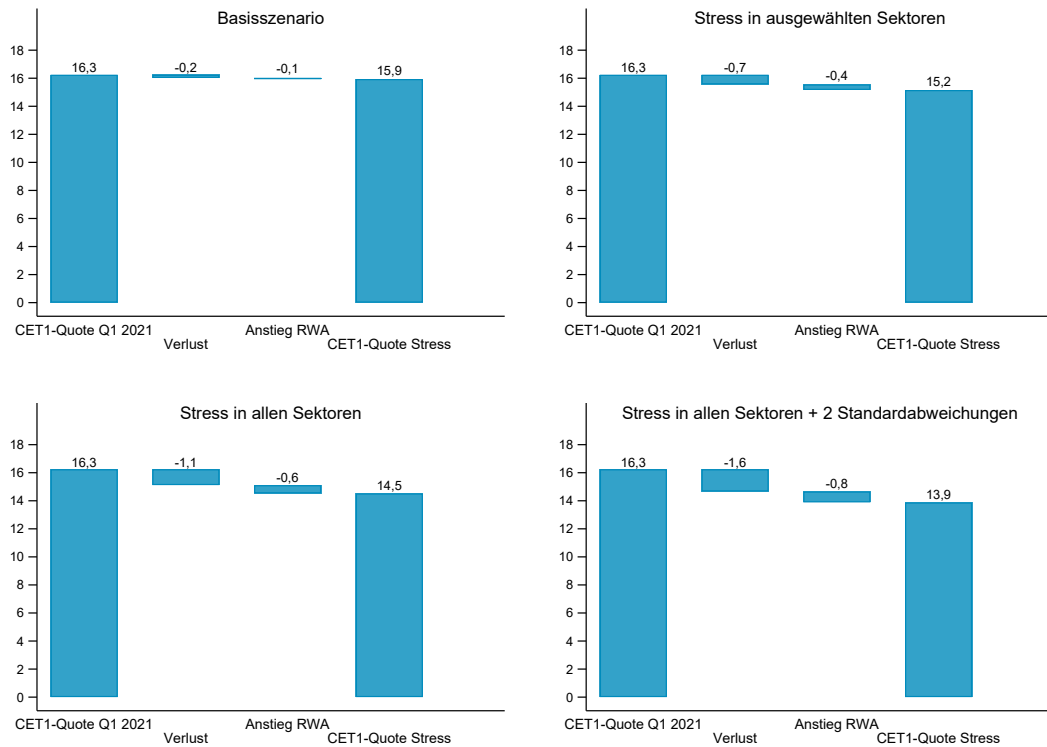 Basisszenario
18
16
14
12
10
8
6
4
2
0
16,3
-0,2
-0,1
15,9
CET1-Quote Q1 2021
Verlust
Anstieg RWA
CET1-Quote Stress
Stress in ausgewählten Sektoren
18
16
14
12
10
8
6
4
2
0
16,3
-0,7
-0,4
15,2
CET1-Quote Q1 2021
Verlust
Anstieg RWA
CET1-Quote Stress
Stress in allen Sektoren
18
16
14
12
10
8
6
4
2
0
16,3
-1,1
-0,6
14,5
CET1-Quote Q1 2021
Verlust
Anstieg RWA
CET1-Quote Stress
Stress in allen Sektoren + 2 Standardabweichungen
18
16
14
12
10
8
6
4
2
0
16,3
-1,6
-0,8
13,9
CET1-Quote Q1 2021
Verlust
Anstieg RWA
CET1-Quote Stress